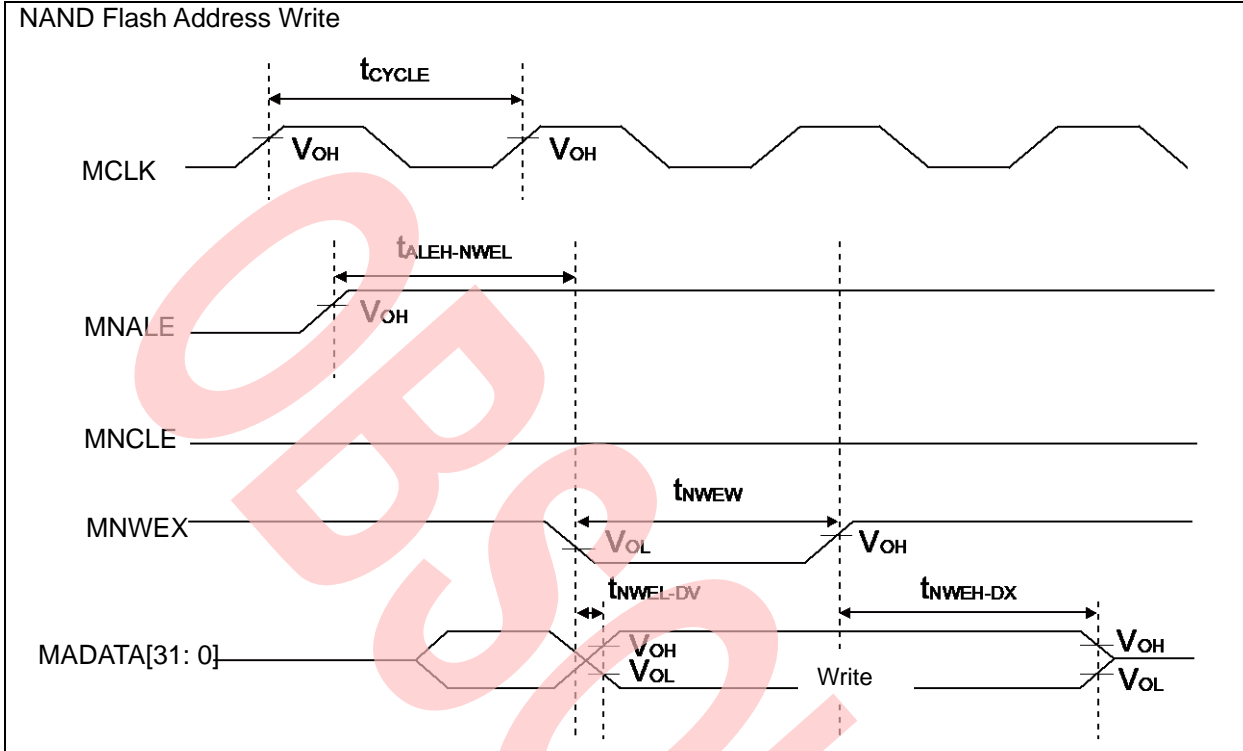 NAND Flash Address Write
tCYCLE
MCLK VOH VOH
tALEH-NWEL
MNALE VOH
MNCLE
tNWEW
MNWEX VOL VOH
tNWEL-DV tNWEH-DX
MADATA[31: 0] VOH VOH
VOL Write VOL
OBSO